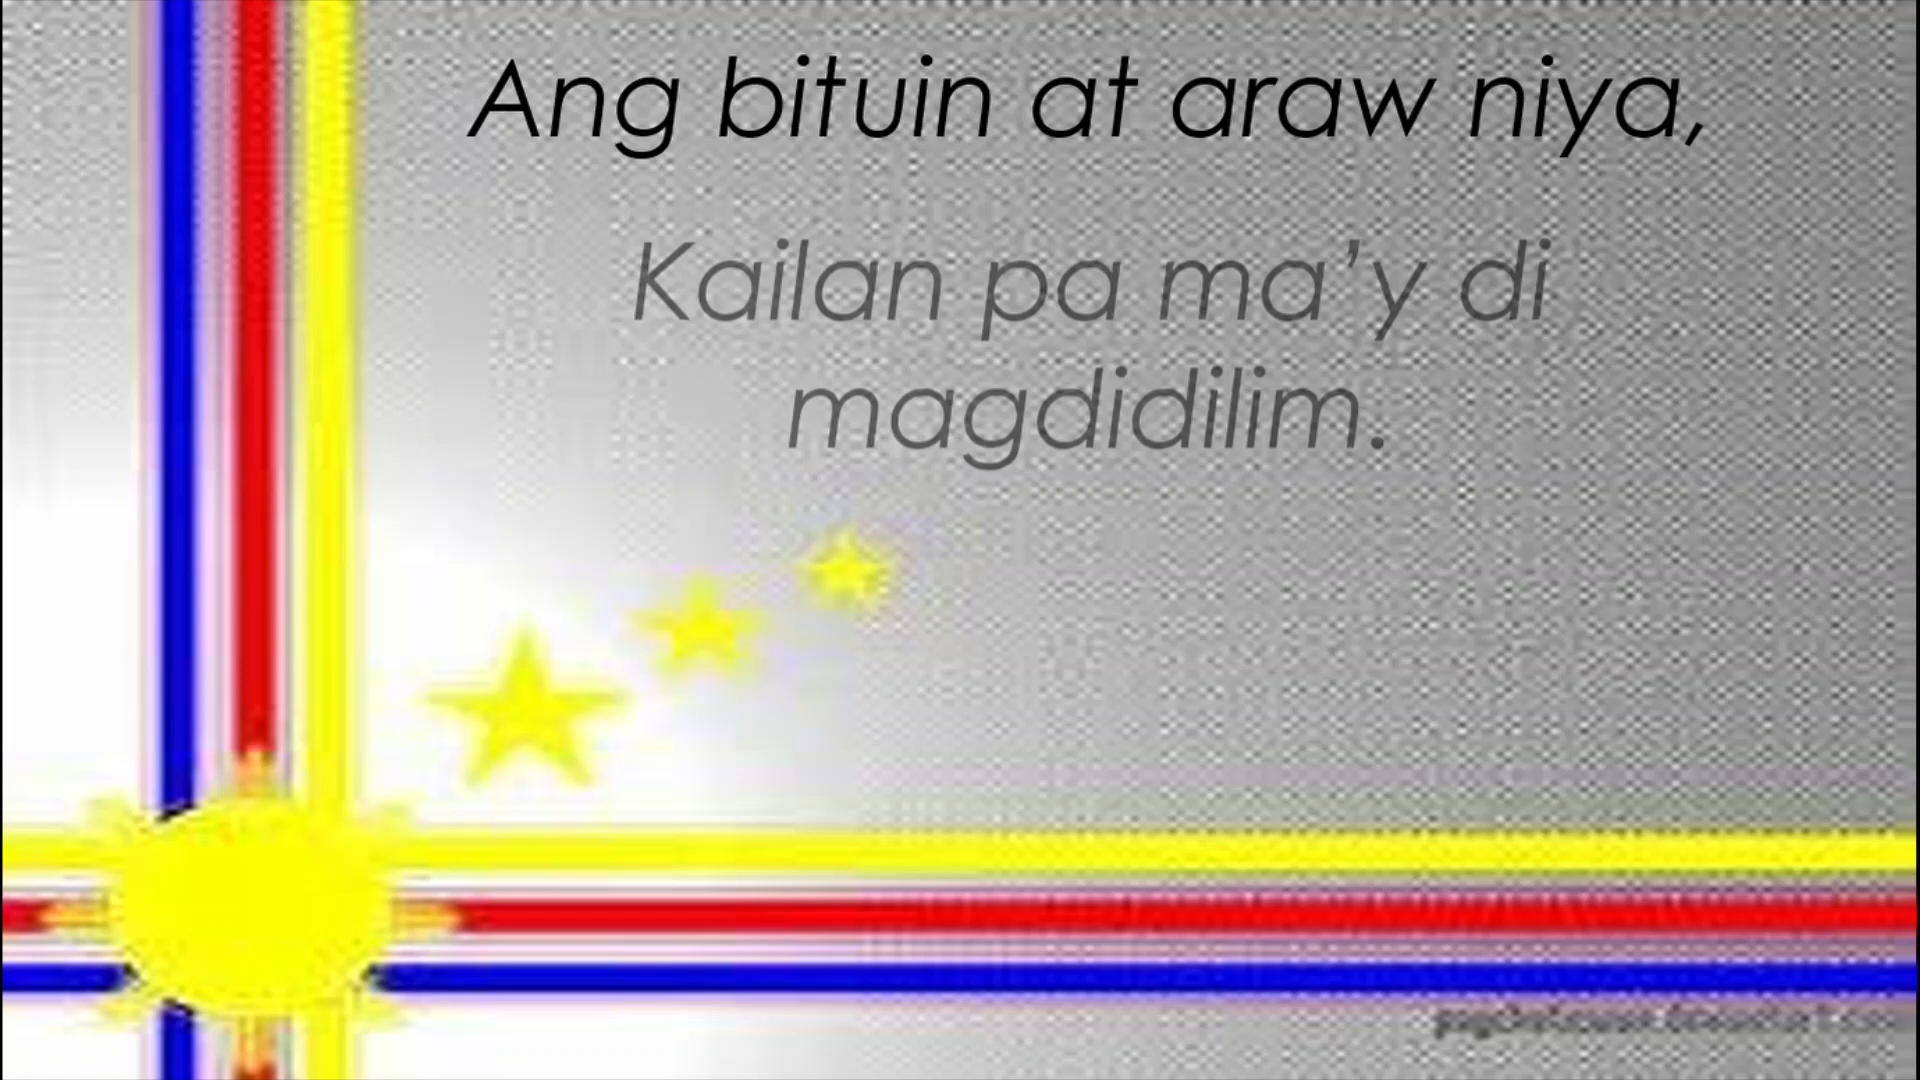 Ang bituin at araw niya,
Kailan pa ma’y di
magdidilim.